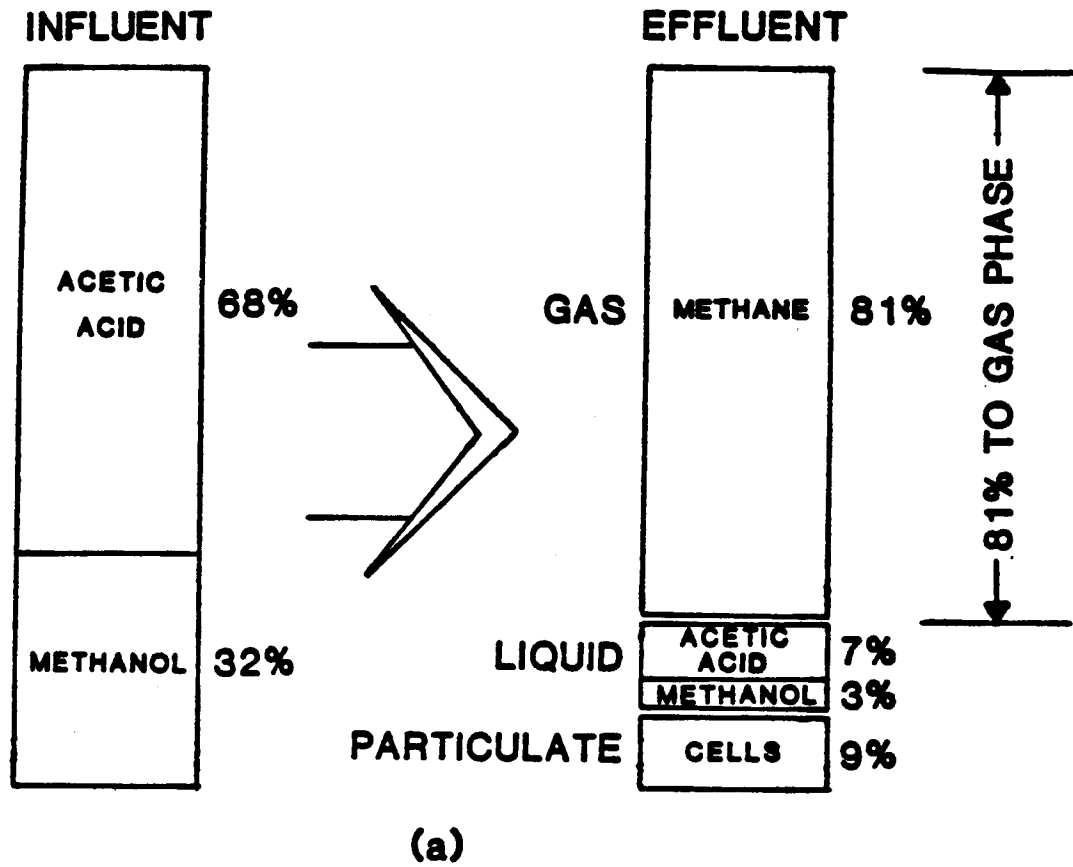 INFLUENT
ACETIC
ACID
68%
METHANOL
32%
EFFLUENT
GAS
METHANE
81%
81% TO GAS PHASE
LIQUID
ACETIC
ACID
7%
METHANOL
3%
PARTICULATE
CELLS
9%
(a)